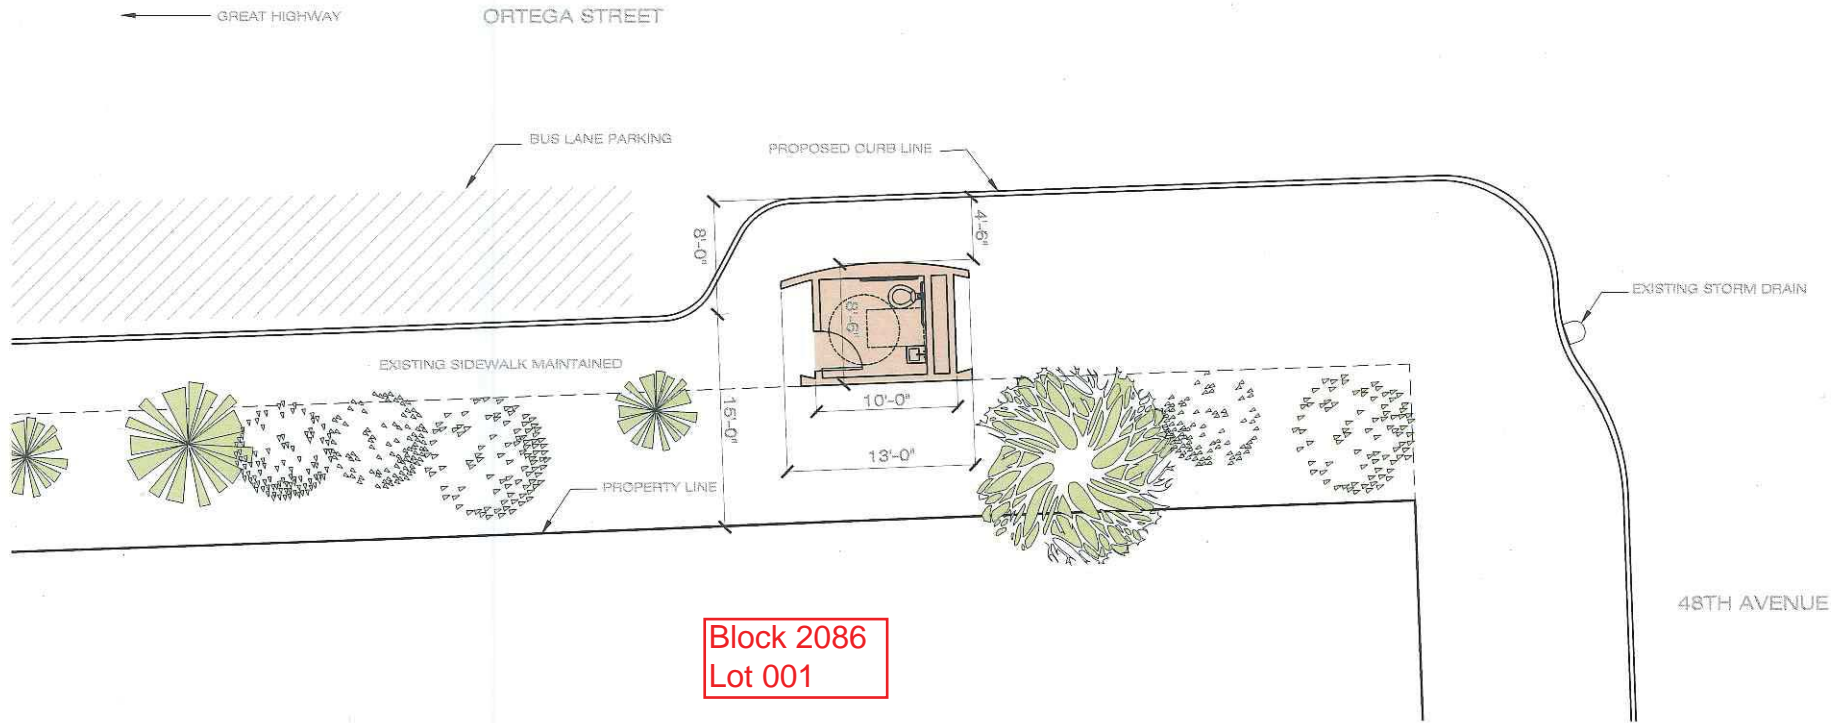 GREAT HIGHWAY
ORTEGA STREET
BUS LANE PARKING
PROPOSED CURB LINE
8'-0"
4'-6"
EXISTING STORM DRAIN
8'-6"
EXISTING SIDEWALK MAINTAINED
15'-0"
10'-0"
13'-0"
PROPERTY LINE
48TH AVENUE
Block 2086
Lot 001